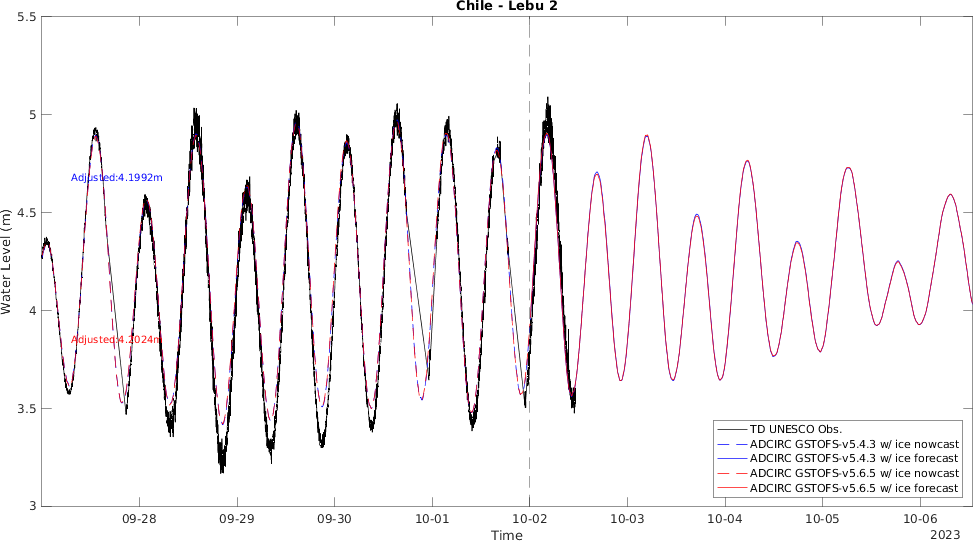 Chile - Lebu 2
5.5
5
4.5
4
3.5
3
Water Level (m)
Adjusted:4.1992m
Adjusted:4.2024m
TD UNESCO Obs.
ADCIRC GSTOFS-v5.4.3 w/ ice nowcast
ADCIRC GSTOFS-v5.4.3 w/ ice forecast
ADCIRC GSTOFS-v5.6.5 w/ ice nowcast
ADCIRC GSTOFS-v5.6.5 w/ ice forecast
09-28 09-29 09-30 10-01 10-02 10-03 10-04 10-05 10-06
Time
2023